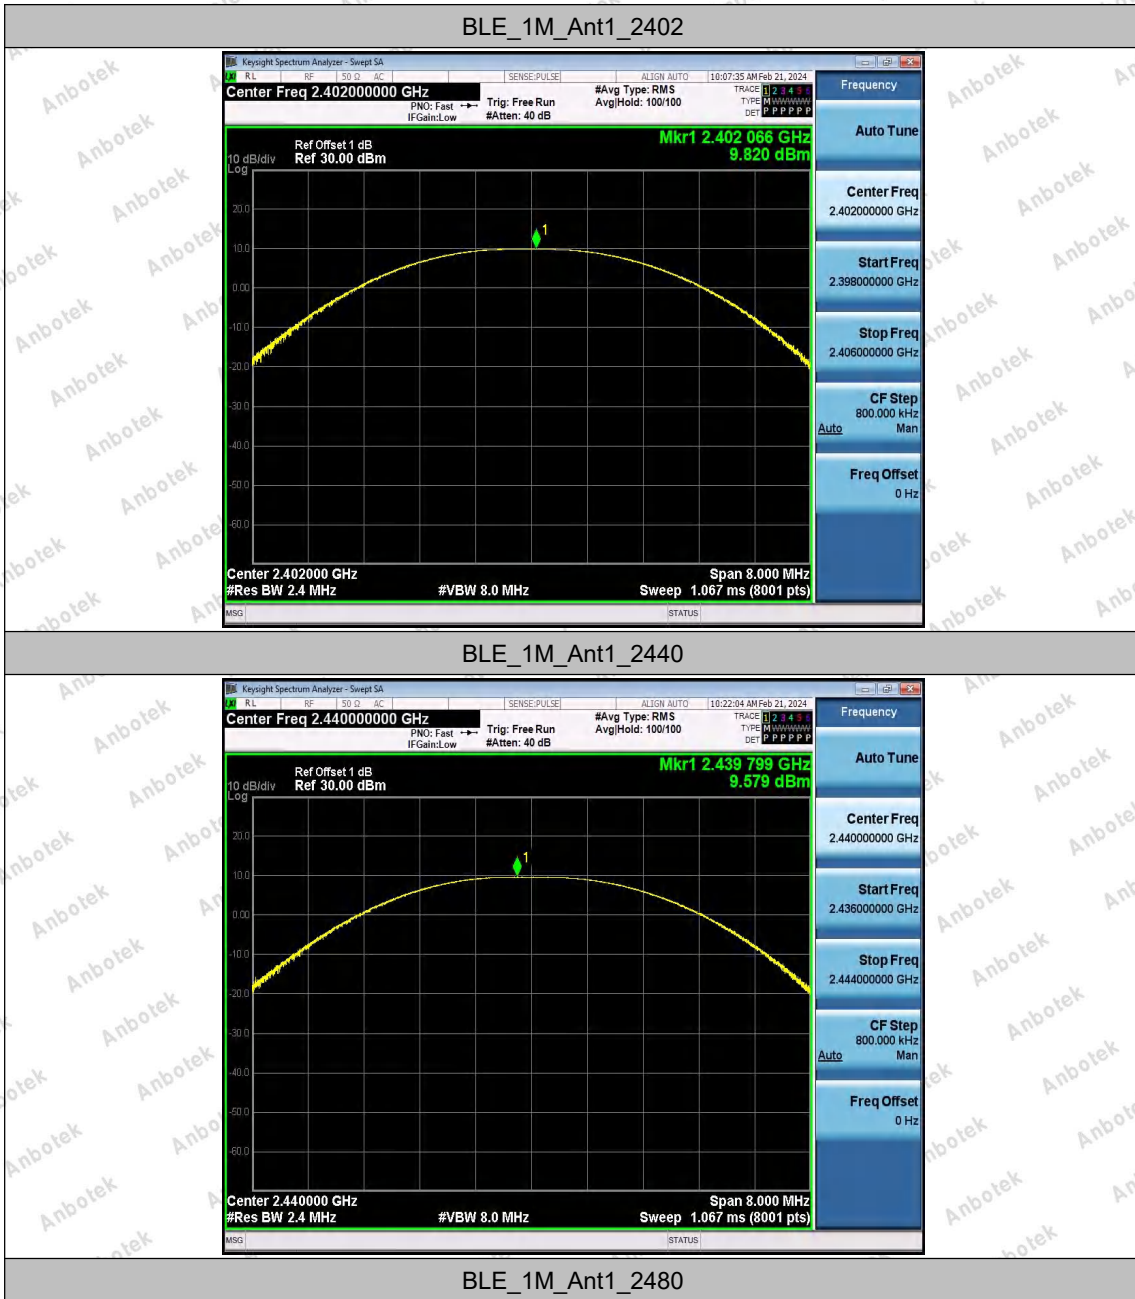 BLE_1M_Ant1_2402
Keysight Spectrum Analyzer - Swept SA
RL RF 50 Ω AC SENSE:PULSE ALIGN AUTO 10:07:35 AM Feb 21, 2024
Center Freq 2.402000000 GHz
PNO: Fast
IFGain:Low
Trig: Free Run
#Atten: 40 dB
#Avg Type: RMS
Avg|Hold: 100/100
TRACE 1 2 3 4 5 6
TYPE M W W W W W
DET P P P P P P
Frequency
Ref Offset 1 dB
10 dB/div Ref 30.00 dBm
Log
Mkr1 2.402 066 GHz
9.820 dBm
20.0
10.0
0.00
-10.0
-20.0
-30.0
-40.0
-50.0
-60.0
1
Center 2.402000 GHz Span 8.000 MHz
#Res BW 2.4 MHz #VBW 8.0 MHz Sweep 1.067 ms (8001 pts)
MSG STATUS
Auto Tune
Center Freq
2.402000000 GHz
Start Freq
2.398000000 GHz
Stop Freq
2.406000000 GHz
CF Step
800.000 kHz
Auto Man
Freq Offset
0 Hz
BLE_1M_Ant1_2440
Keysight Spectrum Analyzer - Swept SA
RL RF 50 Ω AC SENSE:PULSE ALIGN AUTO 10:22:04 AM Feb 21, 2024
Center Freq 2.440000000 GHz
PNO: Fast
IFGain:Low
Trig: Free Run
#Atten: 40 dB
#Avg Type: RMS
Avg|Hold: 100/100
TRACE 1 2 3 4 5 6
TYPE M W W W W W
DET P P P P P P
Frequency
Ref Offset 1 dB
10 dB/div Ref 30.00 dBm
Log
Mkr1 2.439 799 GHz
9.579 dBm
20.0
10.0
0.00
-10.0
-20.0
-30.0
-40.0
-50.0
-60.0
1
Center 2.440000 GHz Span 8.000 MHz
#Res BW 2.4 MHz #VBW 8.0 MHz Sweep 1.067 ms (8001 pts)
MSG STATUS
Auto Tune
Center Freq
2.440000000 GHz
Start Freq
2.436000000 GHz
Stop Freq
2.444000000 GHz
CF Step
800.000 kHz
Auto Man
Freq Offset
0 Hz
BLE_1M_Ant1_2480